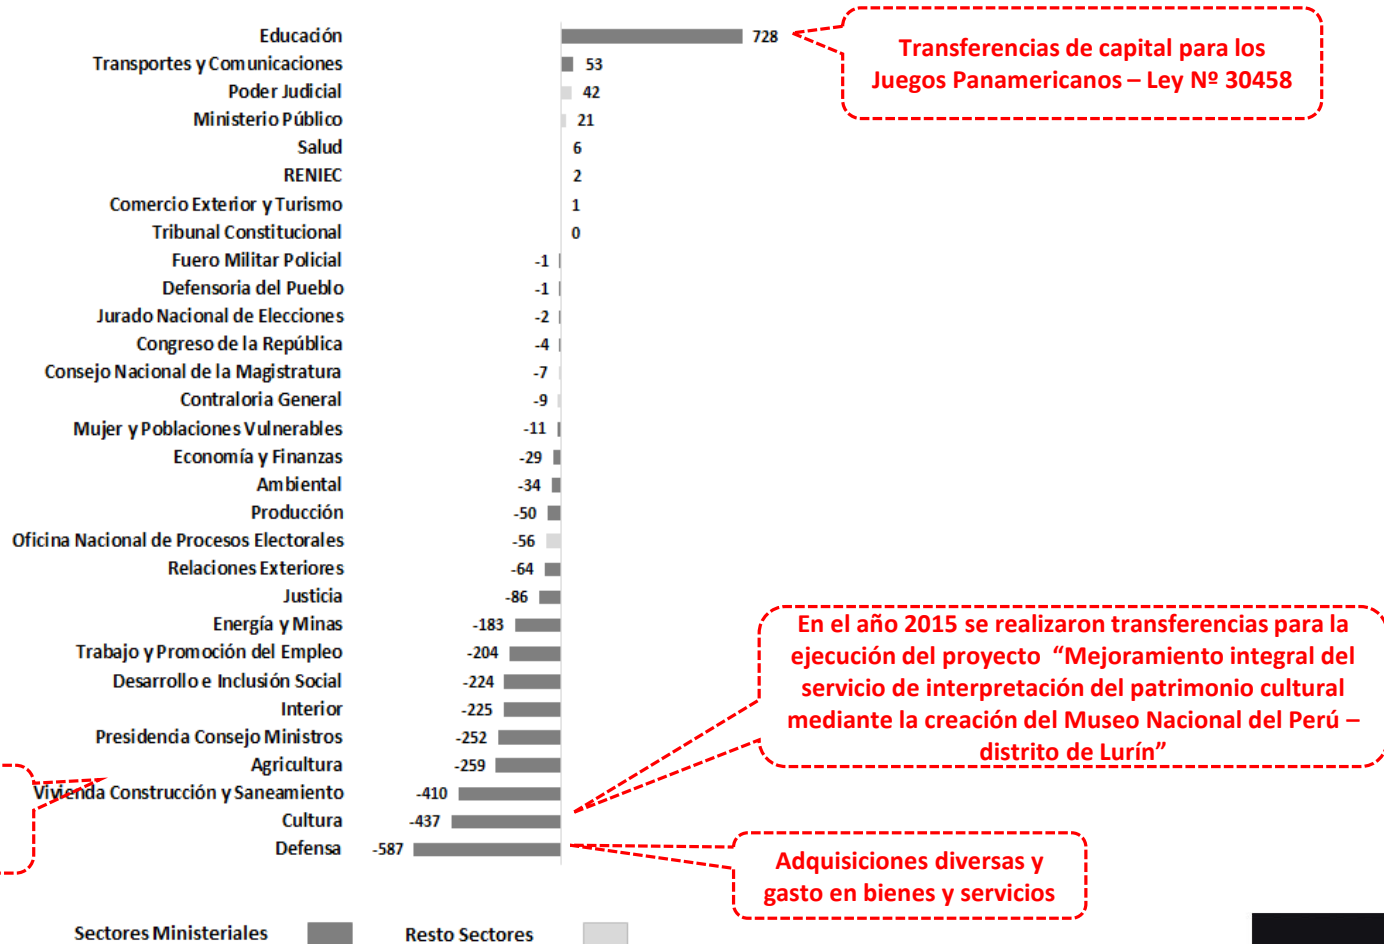 Educación 728
Transportes y Comunicaciones 53
Poder Judicial 42
Ministerio Público 21
Salud 6
RENIEC 2
Comercio Exterior y Turismo 1
Tribunal Constitucional 0
Fuero Militar Policial -1
Defensoria del Pueblo -1
Jurado Nacional de Elecciones -2
Congreso de la República -4
Consejo Nacional de la Magistratura -7
Contraloria General -9
Mujer y Poblaciones Vulnerables -11
Economía y Finanzas -29
Ambiental -34
Producción -50
Oficina Nacional de Procesos Electorales -56
Relaciones Exteriores -64
Justicia -86
Energía y Minas -183
Trabajo y Promoción del Empleo -204
Desarrollo e Inclusión Social -224
Interior -225
Presidencia Consejo Ministros -252
Agricultura -259
Vivienda Construcción y Saneamiento -410
Cultura -437
Defensa -587
Transferencias de capital para los
Juegos Panamericanos – Ley Nº 30458
En el año 2015 se realizaron transferencias para la
ejecución del proyecto “Mejoramiento integral del
servicio de interpretación del patrimonio cultural
mediante la creación del Museo Nacional del Perú –
distrito de Lurín”
Adquisiciones diversas y
gasto en bienes y servicios
Sectores Ministeriales
Resto Sectores